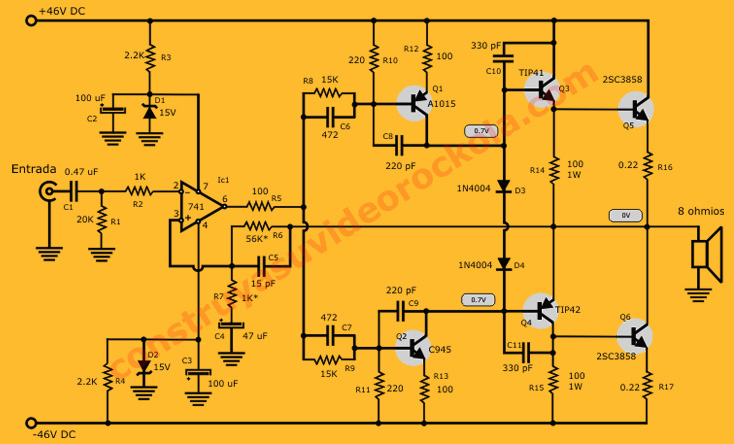 +46V DC
2.2K R3
100 uF
C2
D1
15V
Entrada
0.47 uF
C1
20K R1
1K
R2
2
7
Ic1
-
741
6
3
+
4
100
R5
56K* R6
C5
15 pF
R7
1K*
C4
47 uF
R8
15K
C6
472
220
R10
R12
100
Q1
A1015
C8
220 pF
0.7V
330 pF
C10
TIP41
Q3
2SC3858
Q5
1N4004
D3
R14
100
1W
0.22
R16
0V
8 ohmios
1N4004
D4
0.7V
220 pF
C9
472
C7
R9
15K
Q2
C945
R11
220
R13
100
Q4
TIP42
C11
330 pF
Q6
2SC3858
R15
100
1W
0.22
R17
D2
15V
C3
100 uF
2.2K R4
-46V DC
construyasuvideorockola.com